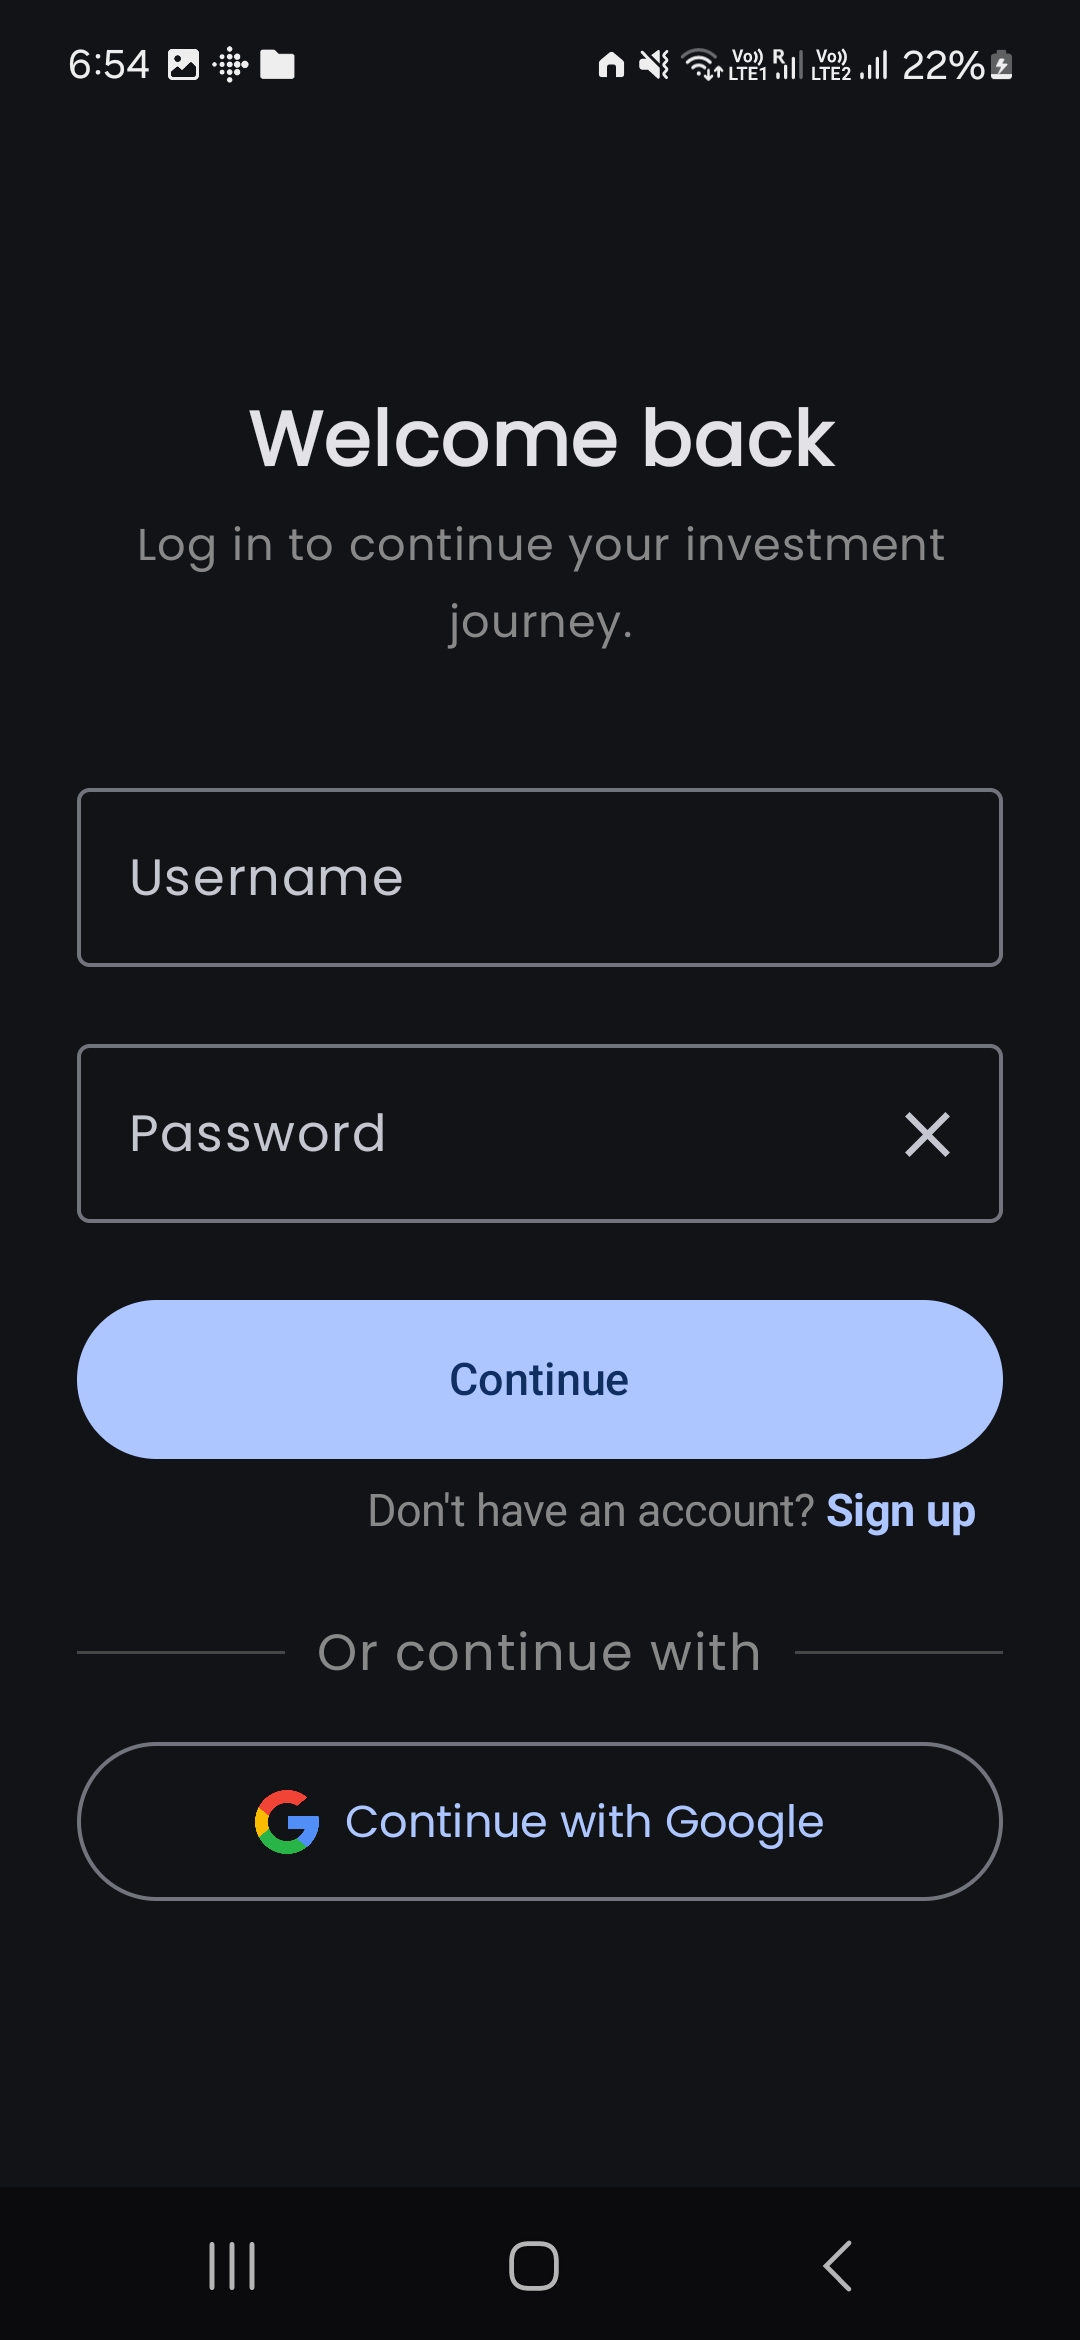 6:54
Vo)) LTE1 R Vo)) LTE2 22%
Welcome back
Log in to continue your investment
journey.
Username
Password
Continue
Don't have an account? Sign up
Or continue with
Continue with Google